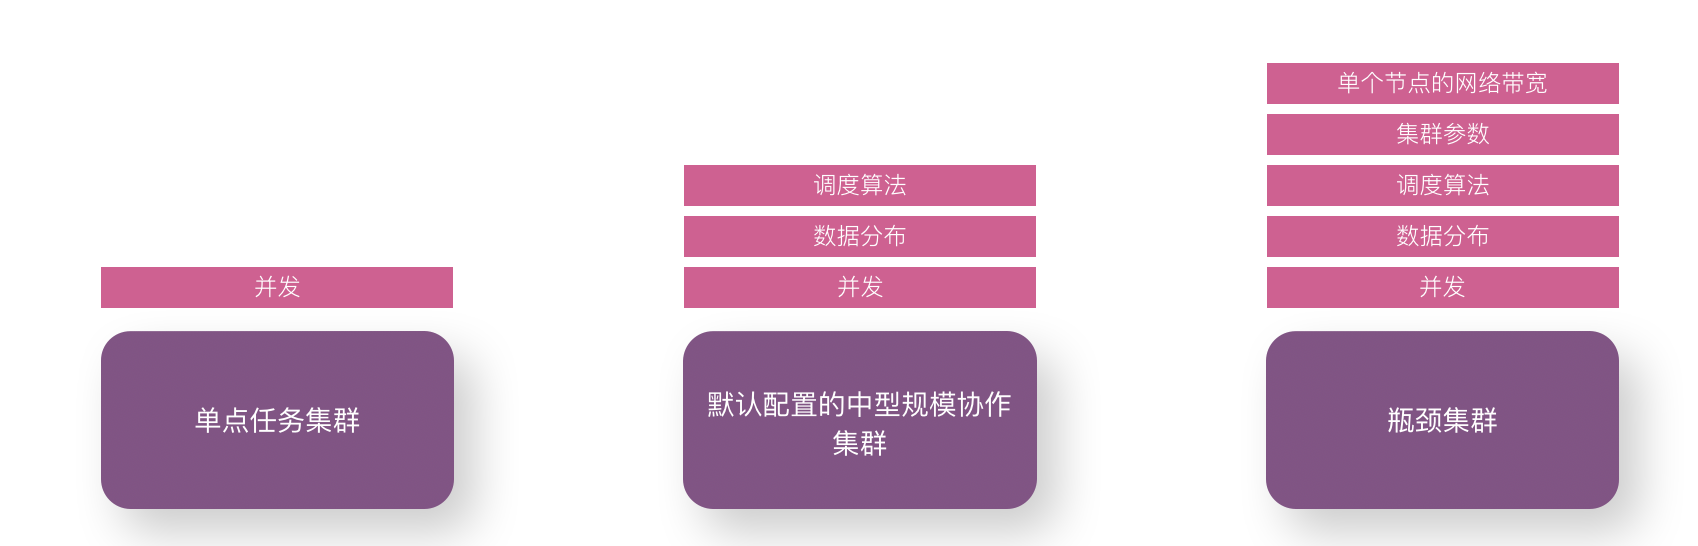 单个节点的网络带宽
集群参数
调度算法
调度算法
数据分布
数据分布
并发
并发
并发
单点任务集群
默认配置的中型规模协作
集群
瓶颈集群